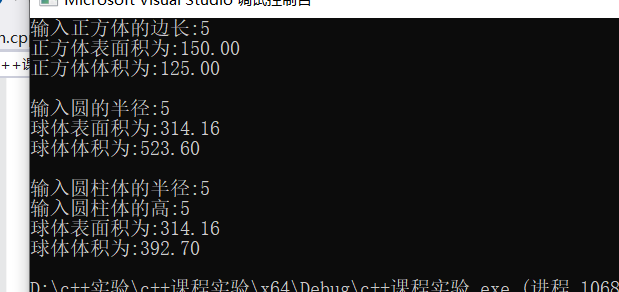 Microsoft Visual Studio 调试控制台
n.cp
++课
输入正方体的边长:5
正方体表面积为:150.00
正方体体积为:125.00
输入圆的半径:5
球体表面积为:314.16
球体体积为:523.60
输入圆柱体的半径:5
输入圆柱体的高:5
球体表面积为:314.16
球体体积为:392.70
D:\c++实验\c++课程实验\x64\Debug\c++课程实验.exe (进程 1068